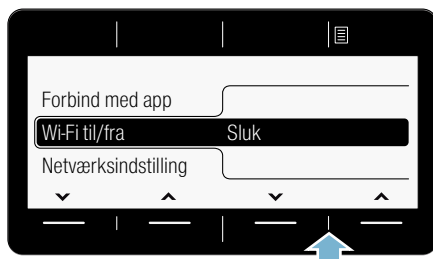 Forbind med app
Wi-Fi til/fra Sluk
Netværksindstilling